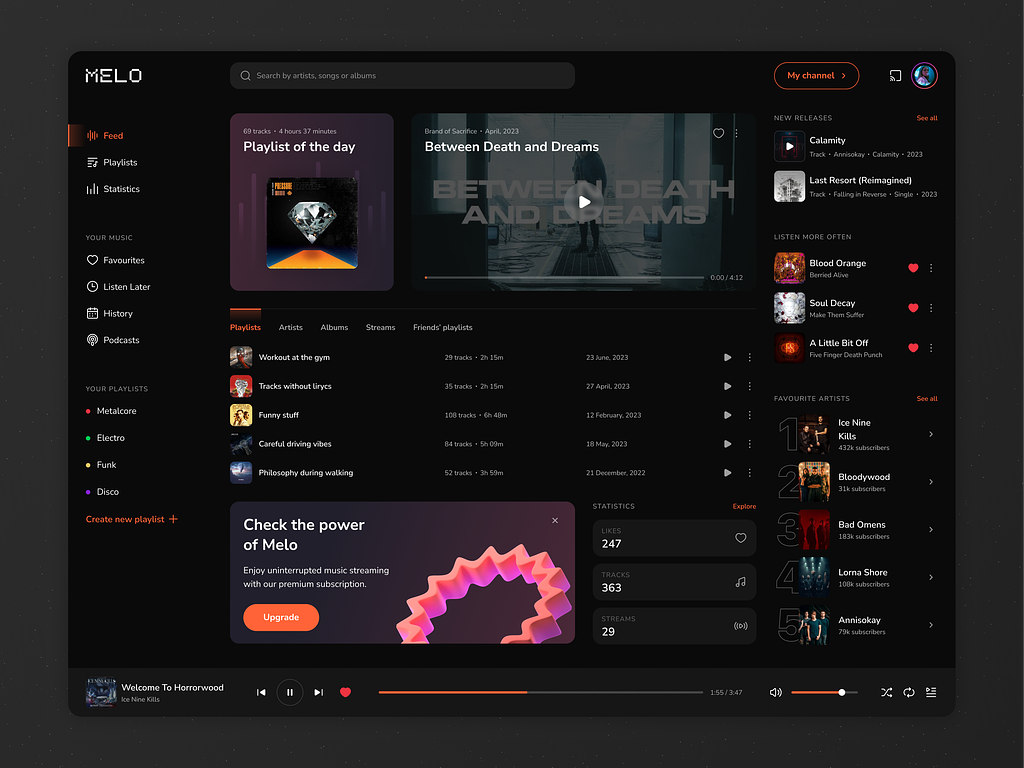 MELO
Search by artists, songs or albums
My channel
Feed
Playlists
Statistics
YOUR MUSIC
Favourites
Listen Later
History
Podcasts
YOUR PLAYLISTS
Metalcore
Electro
Funk
Disco
Create new playlist +
69 tracks • 4 hours 37 minutes
Playlist of the day
PRESSURE
Brand of Sacrifice • April, 2023
Between Death and Dreams
BETWEEN DEATH
AND DREAMS
0:00 / 4:12
Playlists Artists Albums Streams Friends' playlists
Workout at the gym 29 tracks • 2h 15m 23 June, 2023
Tracks without lirycs 35 tracks • 2h 15m 27 April, 2023
Funny stuff 108 tracks • 6h 48m 12 February, 2023
Careful driving vibes 84 tracks • 5h 09m 18 May, 2023
Philosophy during walking 52 tracks • 3h 59m 21 December, 2022
Check the power
of Melo
Enjoy uninterrupted music streaming
with our premium subscription.
Upgrade
STATISTICS Explore
LIKES
247
TRACKS
363
STREAMS
29
NEW RELEASES See all
Calamity
Track • Annisokay • Calamity • 2023
Last Resort (Reimagined)
Track • Falling in Reverse • Single • 2023
LISTEN MORE OFTEN
Blood Orange
Berried Alive
Soul Decay
Make Them Suffer
A Little Bit Off
Five Finger Death Punch
FAVOURITE ARTISTS See all
1
Ice Nine
Kills
432k subscribers
2
Bloodywood
31k subscribers
3
Bad Omens
183k subscribers
4
Lorna Shore
108k subscribers
5
Annisokay
79k subscribers
Welcome To Horrorwood
Ice Nine Kills
1:55 / 3:47